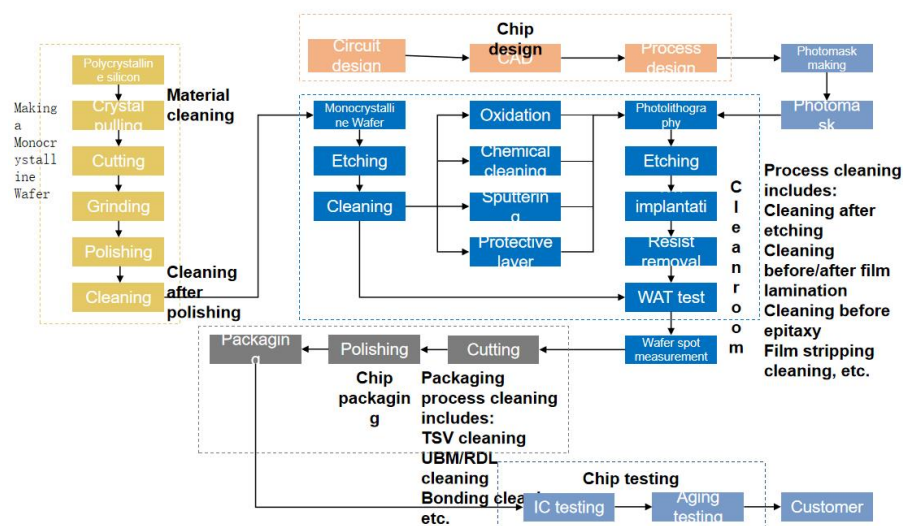 Chip
design
Circuit
design
CAD
Process
design
Photomask
making
Photoma
sk
Polycrystallin
e silicon
Crystal
pulling
Cutting
Grinding
Polishing
Cleaning
Making
a
Monocr
ystall
ine
Wafer
Material
cleaning
Cleaning
after
polishing
Monocrystalli
ne Wafer
Etching
Cleaning
Oxidation
Chemical
cleaning
Sputterin
g
Protective
layer
Photolithogra
phy
Etching
implantati
Resist
removal
WAT test
Wafer spot
measurement
C
l
e
a
n
r
o
o
m
Process cleaning
includes:
Cleaning after
etching
Cleaning
before/after film
lamination
Cleaning before
epitaxy
Film stripping
cleaning, etc.
Packagin
g
Polishing
Cutting
Chip
packagin
g
Packaging
process cleaning
includes:
TSV cleaning
UBM/RDL
cleaning
Bonding
etc.
Chip testing
IC testing
Aging
testing
Customer